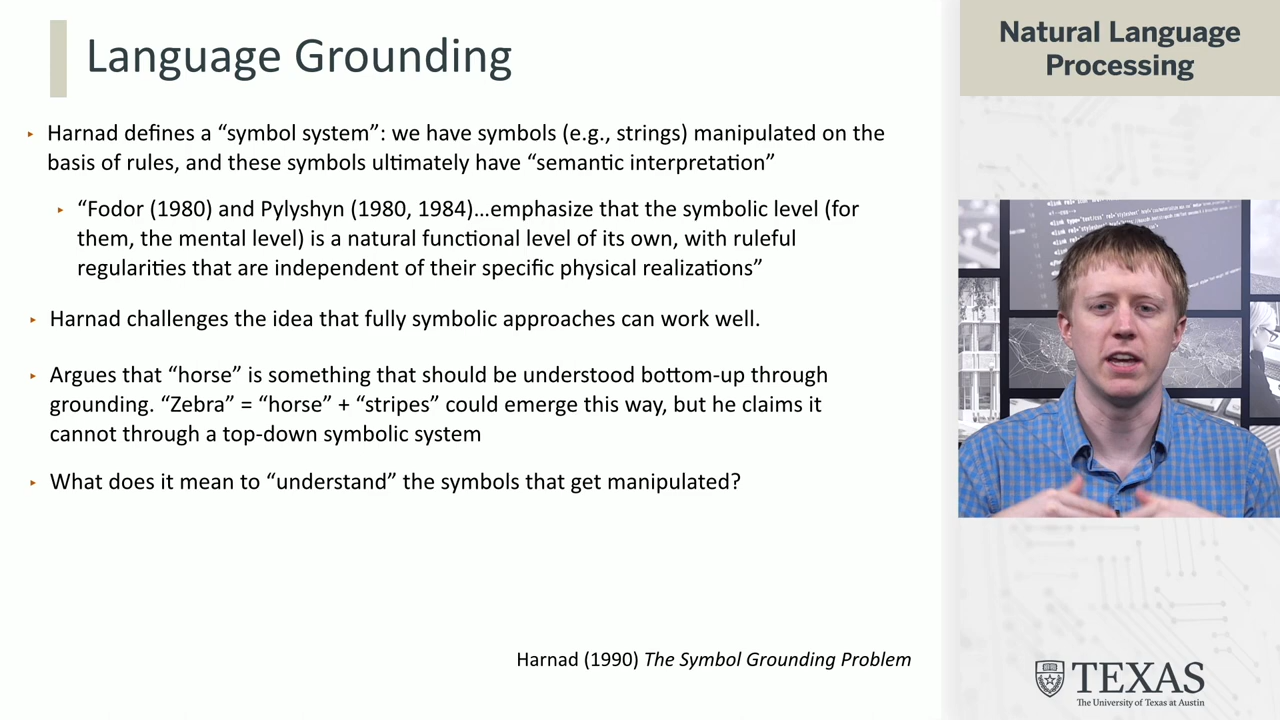 Language Grounding
Natural Language
Processing
‣ Harnad defines a “symbol system”: we have symbols (e.g., strings) manipulated on the
basis of rules, and these symbols ultimately have “semantic interpretation”
‣ “Fodor (1980) and Pylyshyn (1980, 1984)...emphasize that the symbolic level (for
them, the mental level) is a natural functional level of its own, with ruleful
regularities that are independent of their specific physical realizations”
‣ Harnad challenges the idea that fully symbolic approaches can work well.
‣ Argues that “horse” is something that should be understood bottom-up through
grounding. “Zebra” = “horse” + “stripes” could emerge this way, but he claims it
cannot through a top-down symbolic system
‣ What does it mean to “understand” the symbols that get manipulated?
Harnad (1990) The Symbol Grounding Problem
TEXAS
The University of Texas at Austin